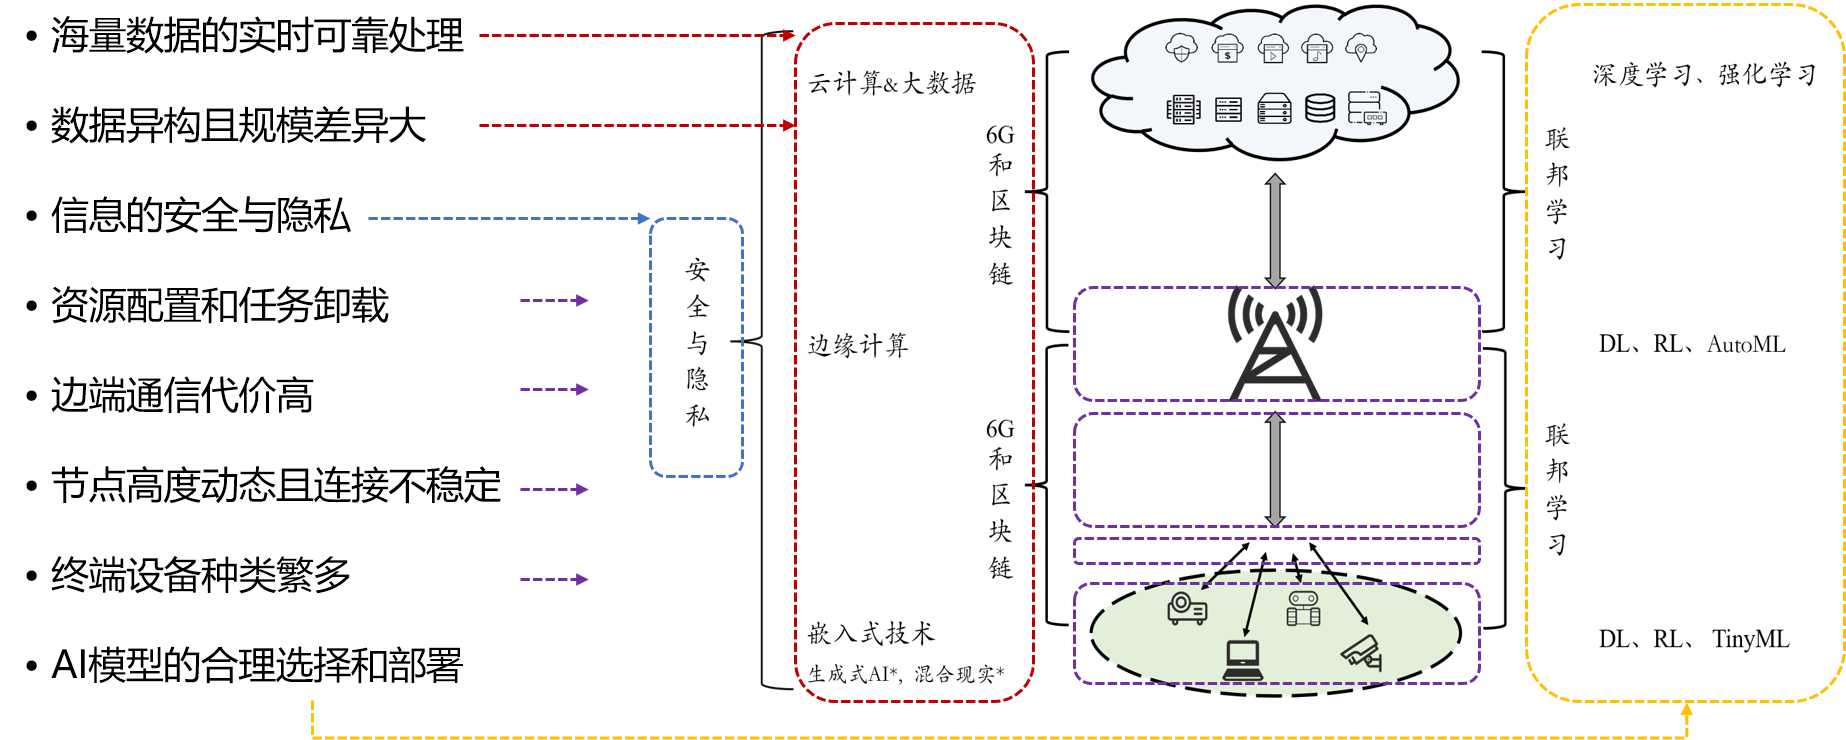 • 海量数据的实时可靠处理
• 数据异构且规模差异大
• 信息的安全与隐私
• 资源配置和任务卸载
• 边端通信代价高
• 节点高度动态且连接不稳定
• 终端设备种类繁多
• AI模型的合理选择和部署
安全与隐私
云计算&大数据
边缘计算
嵌入式技术
生成式AI*, 混合现实*
6G和区块链
6G和区块链
$
深度学习、强化学习
联邦学习
DL、RL、AutoML
联邦学习
DL、RL、 TinyML